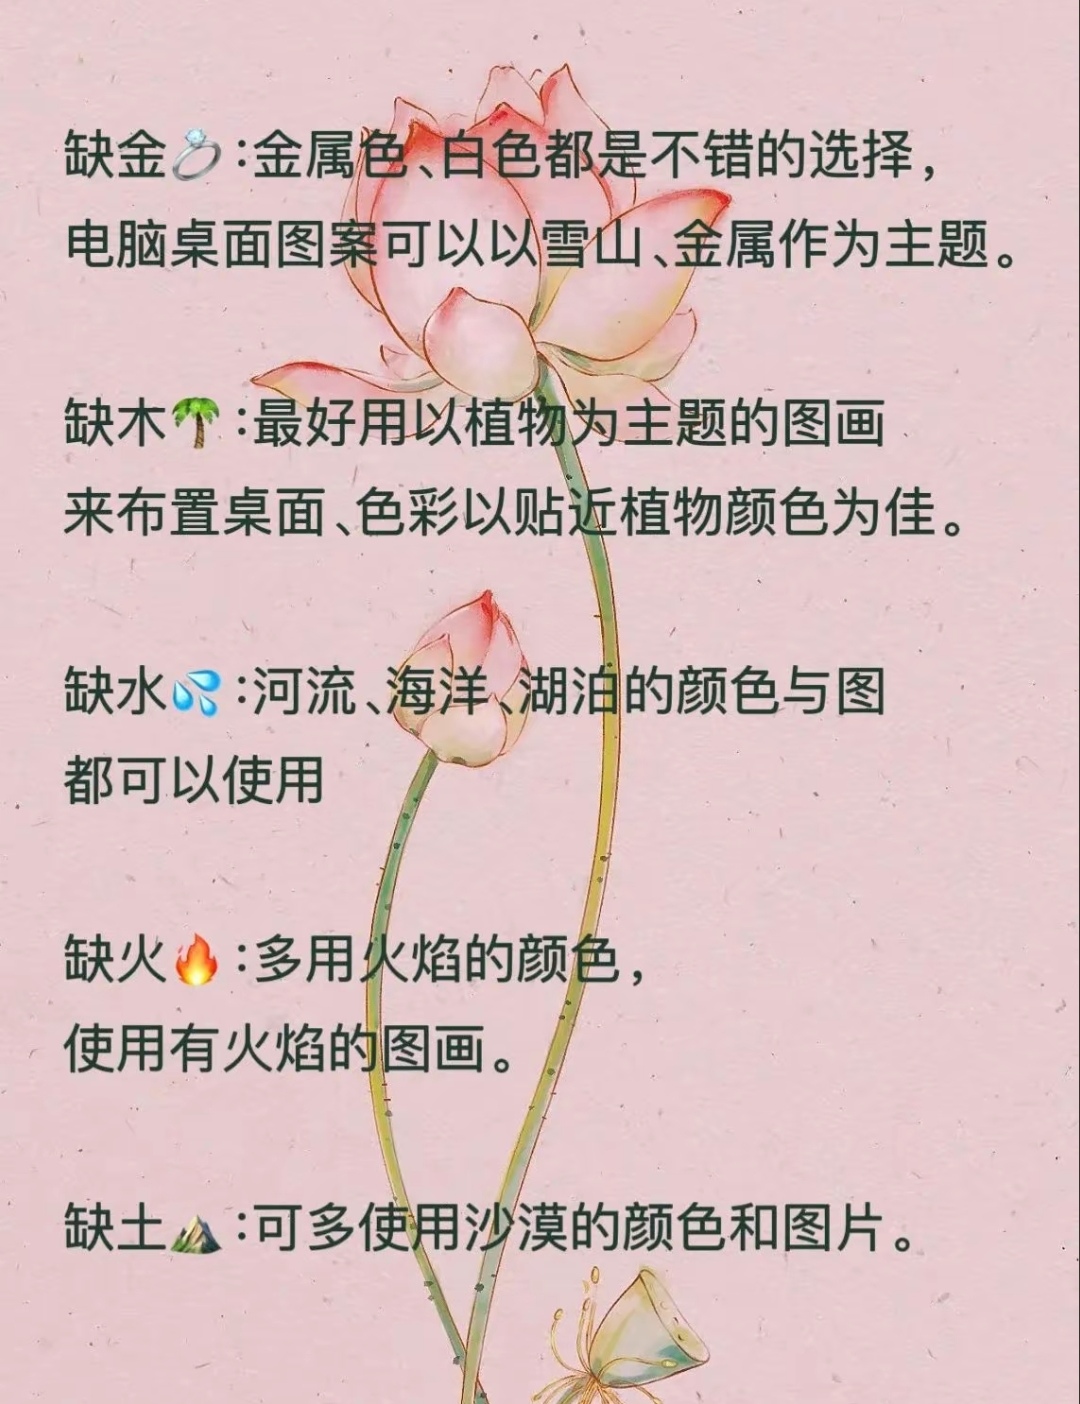 缺金💍:金属色、白色都是不错的选择,
电脑桌面图案可以以雪山、金属作为主题。
缺木🌴:最好用以植物为主题的图画
来布置桌面、色彩以贴近植物颜色为佳。
缺水💦:河流、海洋、湖泊的颜色与图
都可以使用
缺火🔥:多用火焰的颜色,
使用有火焰的图画。
缺土⛰️:可多使用沙漠的颜色和图片。